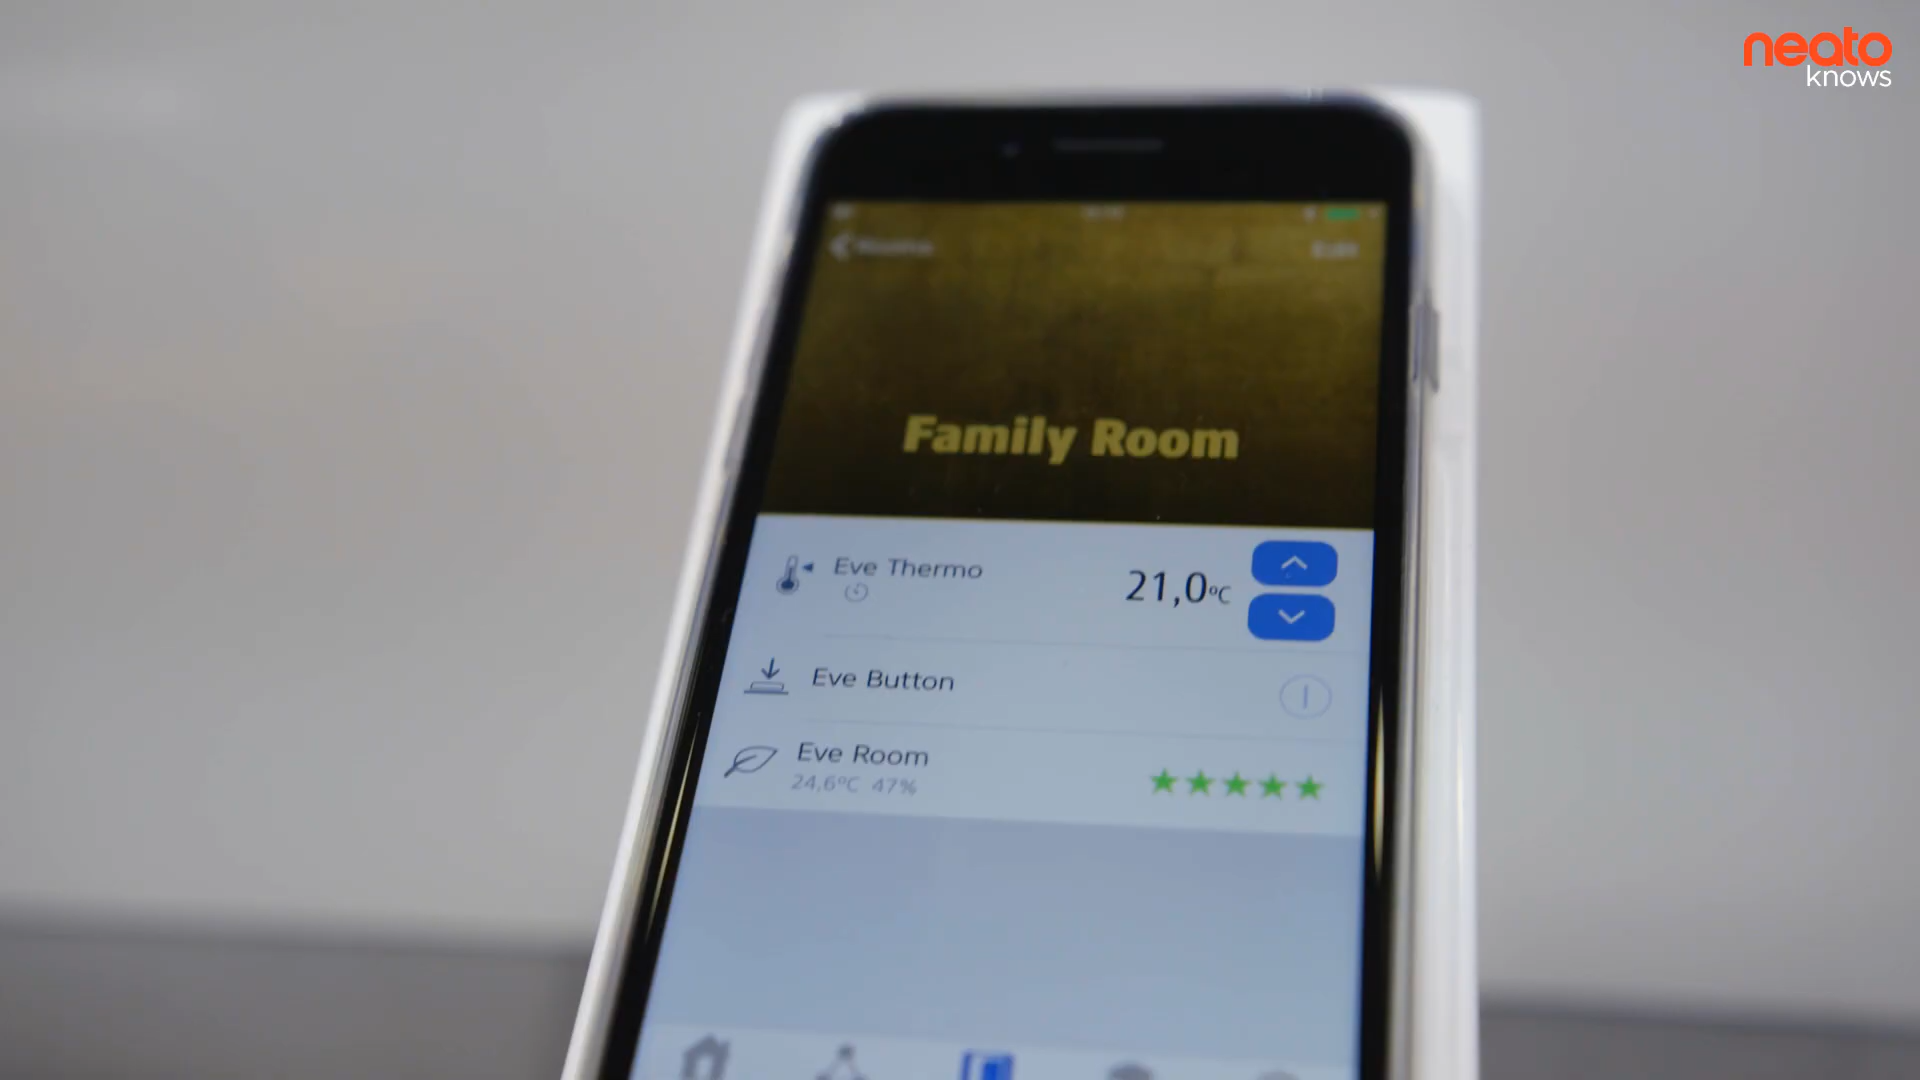 neato
knows
Family Room
Eve Thermo
21,0°C
Eve Button
Eve Room
24,6°C 47%